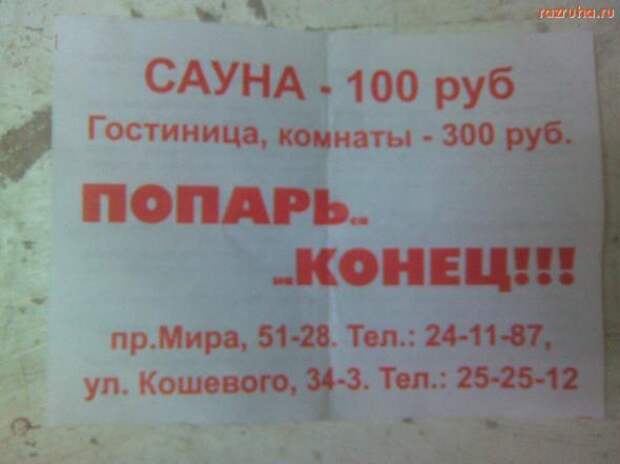 razruha.ru
САУНА - 100 руб
Гостиница, комнаты - 300 руб.
ПОПАРЬ...
...КОНЕЦ!!!
пр.Мира, 51-28. Тел.: 24-11-87,
ул. Кошевого, 34-3. Тел.: 25-25-12